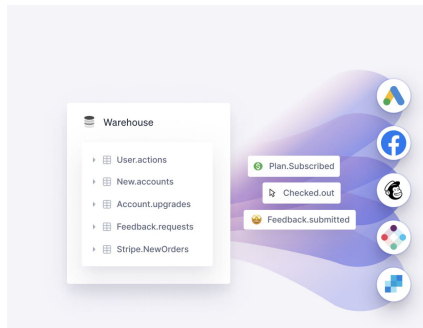 Warehouse
User.actions
New.accounts
Account.upgrades
Feedback.requests
Stripe.NewOrders
Plan.Subscribed
Checked.out
Feedback.submitted